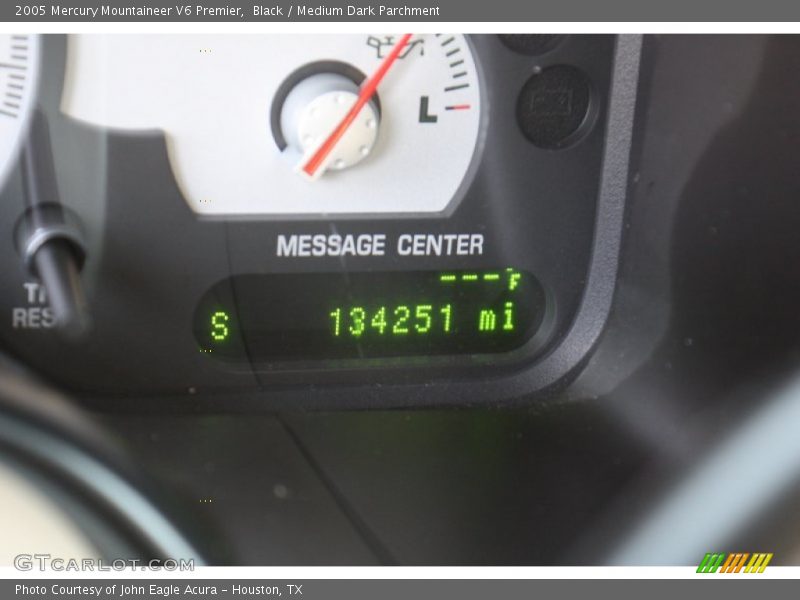 2005 Mercury Mountaineer V6 Premier,  Black / Medium Dark Parchment
L
MESSAGE CENTER
--- F
S 134251 mi
RES
GTCARLOT.COM
Photo Courtesy of John Eagle Acura - Houston, TX